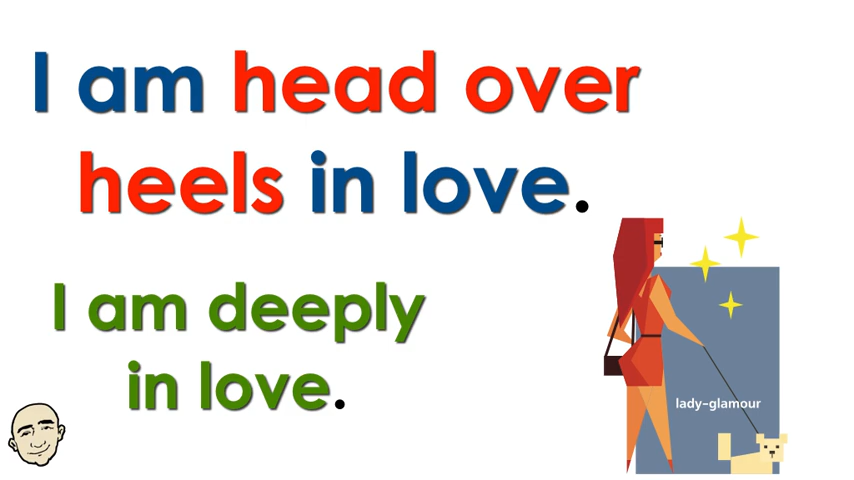 I am head over
heels in love.
I am deeply
in love.
lady-glamour